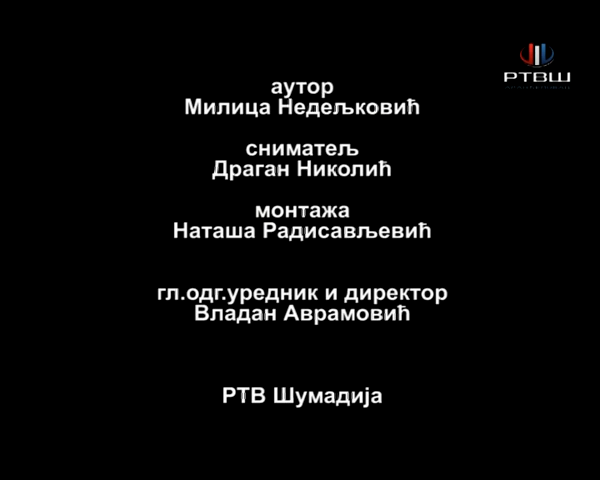 РТВШ
аутор
Милица Недељковић
сниматељ
Драган Николић
монтажа
Наташа Радисављевић
гл.одг.уредник и директор
Владан Аврамовић
РТВ Шумадија